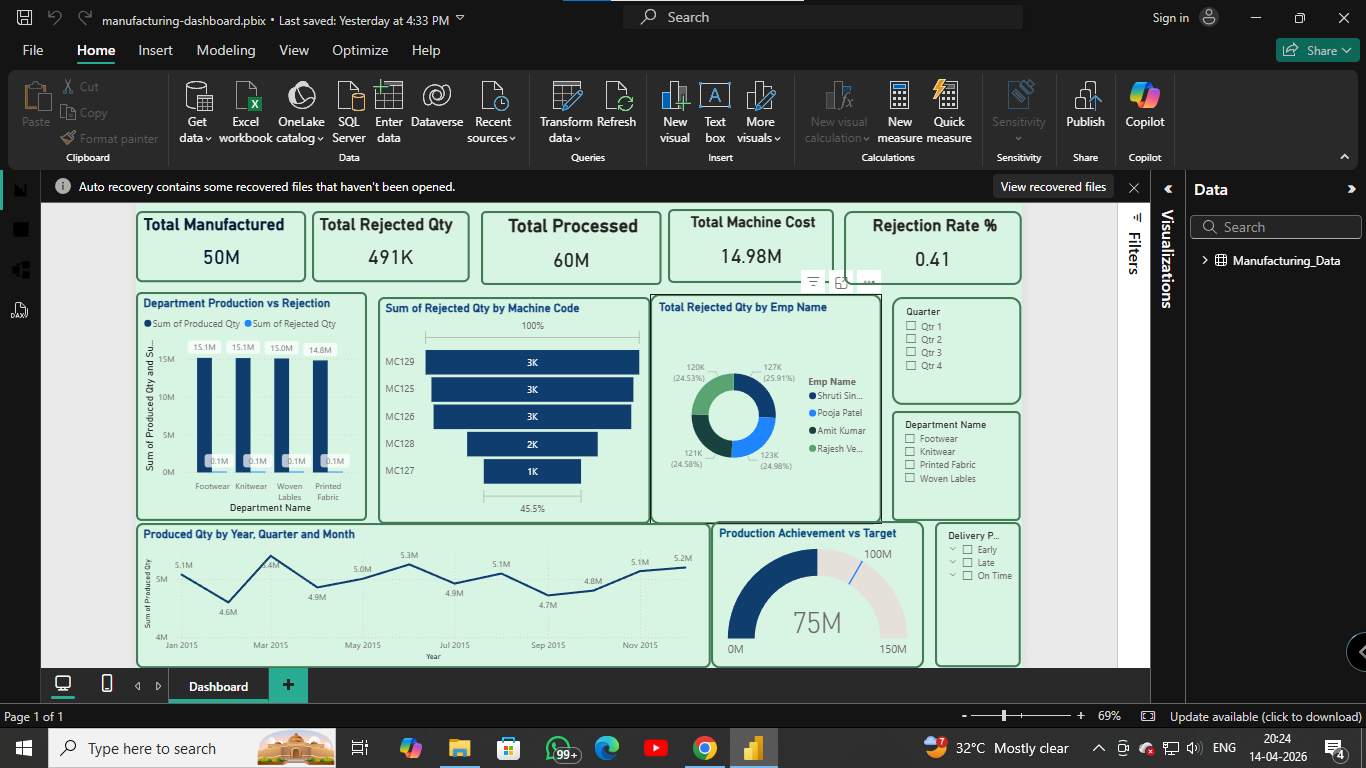 manufacturing-dashboard.pbix • Last saved: Yesterday at 4:33 PM
Search
Sign in
File
Home
Insert
Modeling
View
Optimize
Help
Share
Paste
Cut
Copy
Format painter
Clipboard
Get data
Excel workbook
OneLake catalog
SQL Server
Enter data
Dataverse
Recent sources
Data
Transform data
Refresh
Queries
New visual
Text box
More visuals
Insert
New visual calculation
New measure
Quick measure
Calculations
Sensitivity
Sensitivity
Publish
Share
Copilot
Copilot
Auto recovery contains some recovered files that haven't been opened.
View recovered files
Total Manufactured
50M
Total Rejected Qty
491K
Total Processed
60M
Total Machine Cost
14.98M
Rejection Rate %
0.41
Department Production vs Rejection
Sum of Produced Qty
Sum of Rejected Qty
Sum of Produced Qty and Su...
15M
10M
5M
0M
15.1M
15.1M
15.0M
14.8M
0.1M
0.1M
0.1M
0.1M
Footwear
Knitwear
Woven Lables
Printed Fabric
Department Name
Sum of Rejected Qty by Machine Code
100%
MC129
3K
MC125
3K
MC126
3K
MC128
2K
MC127
1K
45.5%
Total Rejected Qty by Emp Name
120K (24.53%)
127K (25.91%)
121K (24.58%)
123K (24.98%)
Emp Name
Shruti Sin...
Pooja Patel
Amit Kumar
Rajesh Ve...
Quarter
Qtr 1
Qtr 2
Qtr 3
Qtr 4
Department Name
Footwear
Knitwear
Printed Fabric
Woven Lables
Produced Qty by Year, Quarter and Month
Sum of Produced Qty
5M
4M
5.1M
4.6M
5.4M
4.9M
5.0M
5.3M
4.9M
5.1M
4.7M
4.8M
5.1M
5.2M
Jan 2015
Mar 2015
May 2015
Jul 2015
Sep 2015
Nov 2015
Year
Production Achievement vs Target
100M
75M
0M
150M
Delivery P...
Early
Late
On Time
Filters
Visualizations
Data
Search
Manufacturing_Data
DAX
Dashboard
Page 1 of 1
69%
Update available (click to download)
Type here to search
99+
7
32°C Mostly clear
ENG
20:24
14-04-2026
4